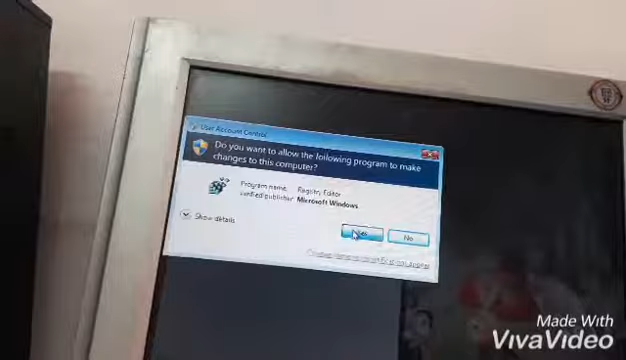 User Account Control
Do you want to allow the following program to make
changes to this computer?
Program name: Registry Editor
Verified publisher: Microsoft Windows
Show details
Yes
No
Made With
VivaVideo